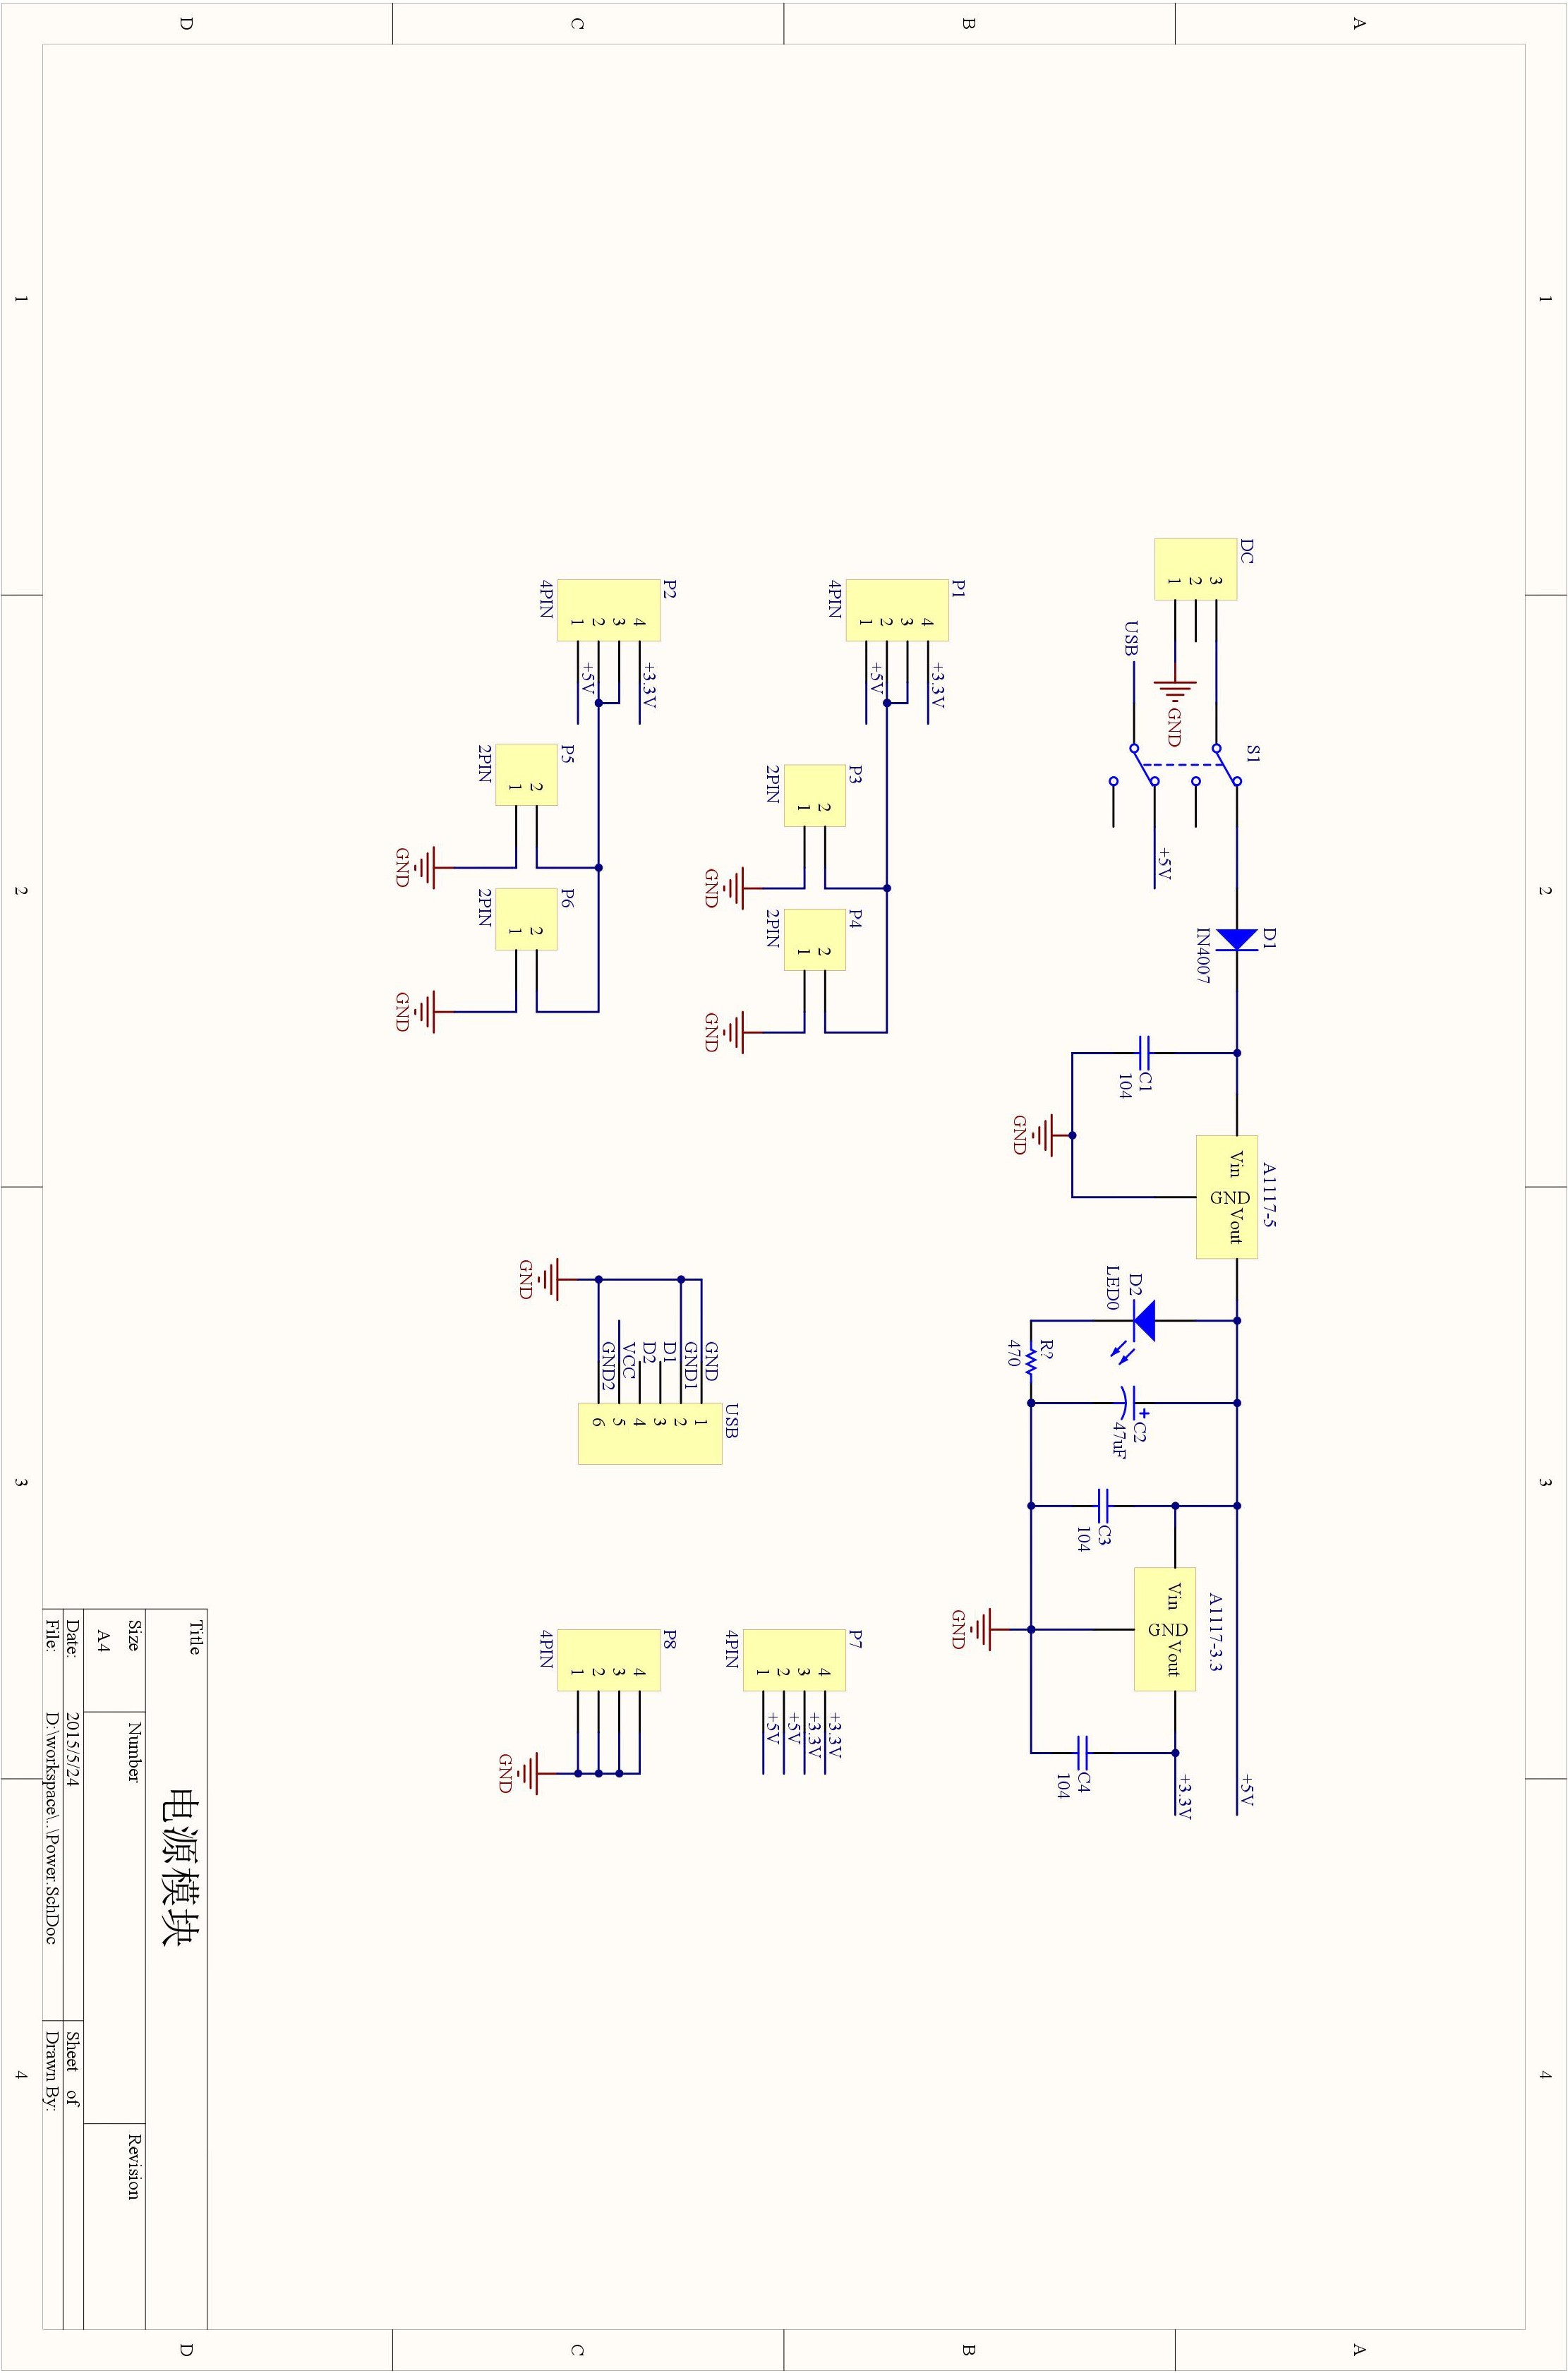 1 2 3 4
A A
D1 A1117-5
S1
DC
Vin GND Vout +5V
3
2
1
GND
IN4007
A1117-3.3
Vin GND Vout +3.3V
+5V
USB
C1
104
D2
LED0
C2
47uF
C3
104
C4
104
R?
470
GND
GND
B B
P1
4 +3.3V
3
2
1 +5V
4PIN
P3
2
1
2PIN
GND
P4
2
1
2PIN
GND
P7
4 +3.3V
3 +3.3V
2 +5V
1 +5V
4PIN
USB
GND 1
GND1 2
D1 3
D2 4
VCC 5
GND2 6
GND
P2
4 +3.3V
3
2
1 +5V
4PIN
P5
2
1
2PIN
GND
P6
2
1
2PIN
GND
P8
4
3
2
1
4PIN
GND
C C
D D
Title 电源模块
Size Number Revision
A4
Date: 2015/5/24 Sheet of
File: D:\workspace\..\Power.SchDoc Drawn By:
1 2 3 4